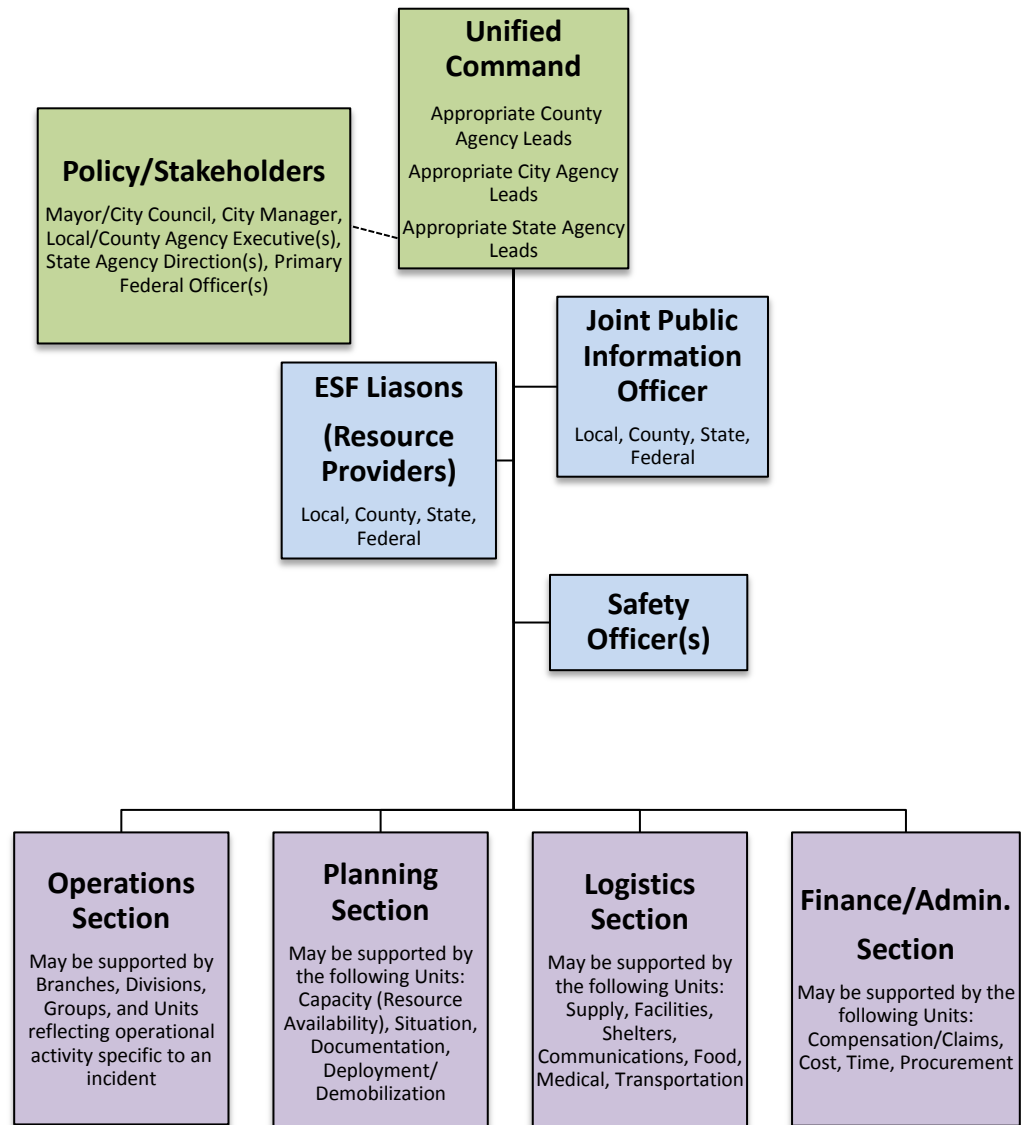 Unified
Command
Appropriate County
Agency Leads
Appropriate City Agency
Leads
Appropriate State Agency
Leads
Policy/Stakeholders
Mayor/City Council, City Manager,
Local/County Agency Executive(s),
State Agency Direction(s), Primary
Federal Officer(s)
Joint Public
Information
Officer
Local, County, State,
Federal
ESF Liasons
(Resource
Providers)
Local, County, State,
Federal
Safety
Officer(s)
Operations
Section
May be supported by
Branches, Divisions,
Groups, and Units
reflecting operational
activity specific to an
incident
Planning
Section
May be supported by
the following Units:
Capacity (Resource
Availability), Situation,
Documentation,
Deployment/
Demobilization
Logistics
Section
May be supported by
the following Units:
Supply, Facilities,
Shelters,
Communications, Food,
Medical, Transportation
Finance/Admin.
Section
May be supported by the
following Units:
Compensation/Claims,
Cost, Time, Procurement